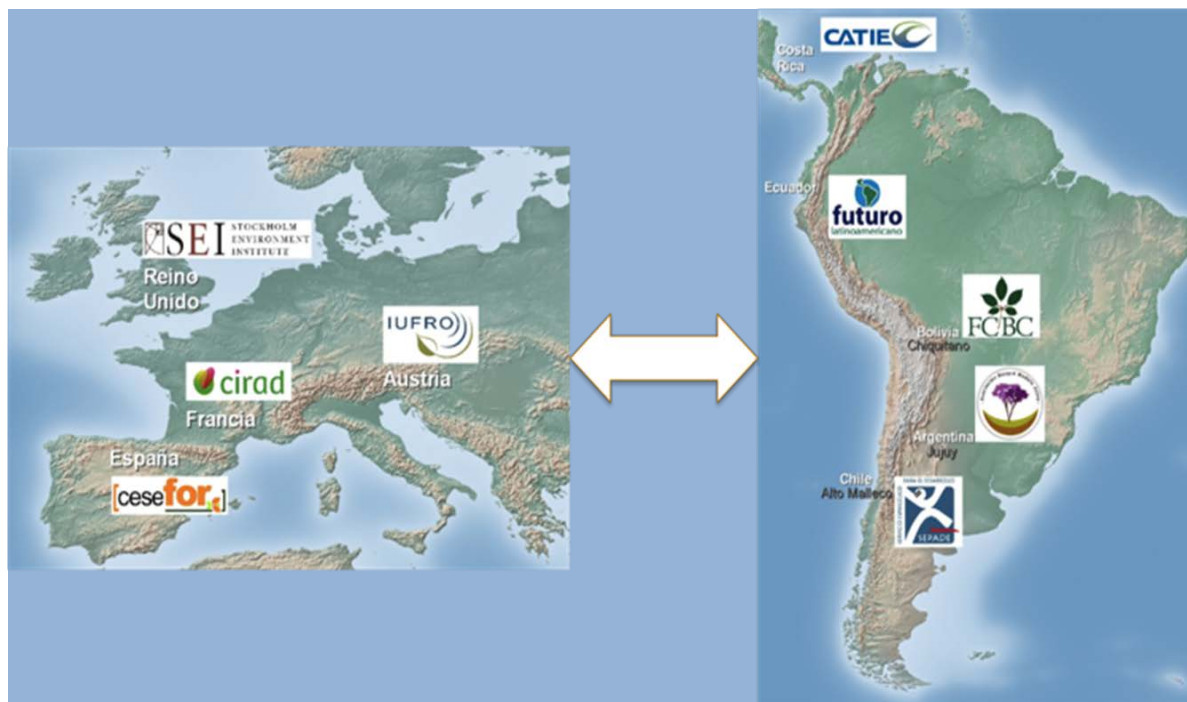 SEI STOCKHOLM
ENVIRONMENT
INSTITUTE
Reino
Unido
IUFRO
Austria
cirad
Francia
España
[cesefor]
CATIE
Costa
Rica
Ecuador
futuro
latinoamericano
FCBC
Bolivia
Chiquitano
Argentina
Jujuy
Chile
Alto Malleco
SEPADE